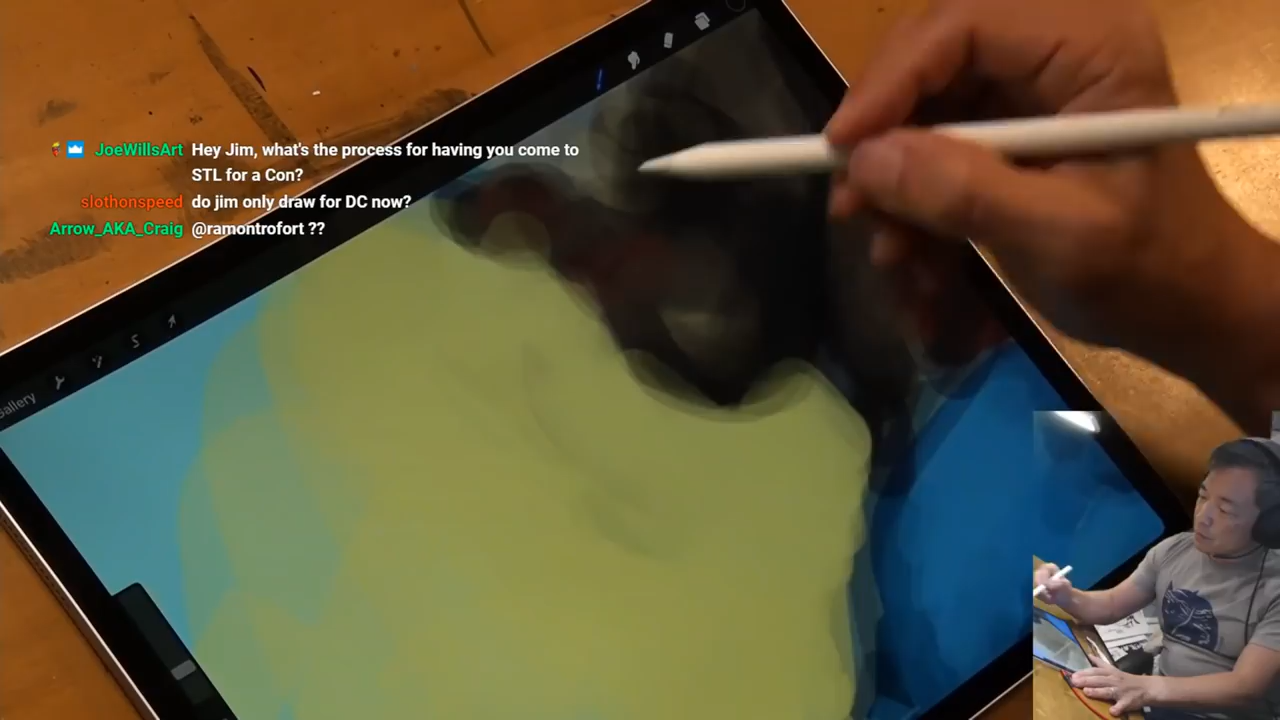 JoeWillsArt Hey Jim, what's the process for having you come to
STL for a Con?
slothonspeed do jim only draw for DC now?
Arrow_AKA_Craig @ramontrofort ??
Gallery